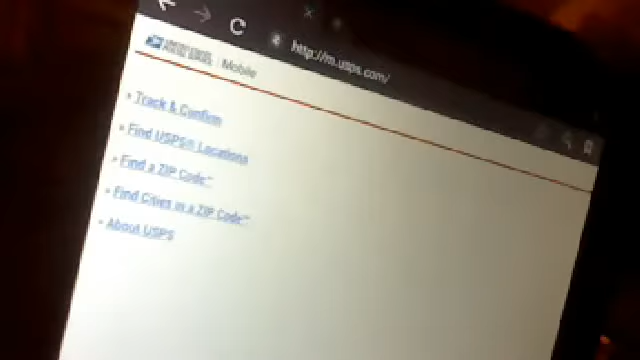 http://m.usps.com/
Mobile
Track & Confirm
Find USPS® Locations
Find a ZIP Code™
Find Cities in a ZIP Code™
About USPS